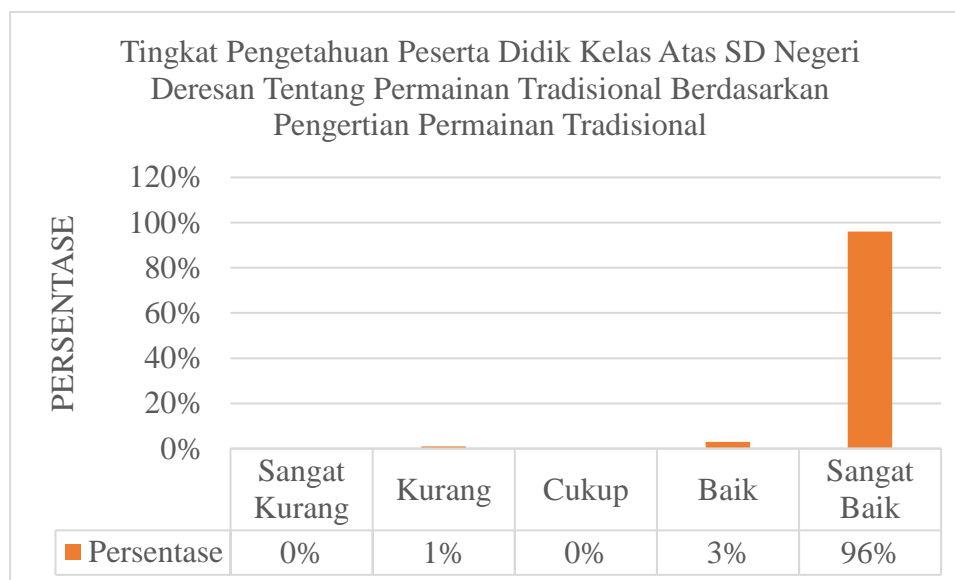 Tingkat Pengetahuan Peserta Didik Kelas Atas SD Negeri
Deresan Tentang Permainan Tradisional Berdasarkan
Pengertian Permainan Tradisional
PERSENTASE
120%
100%
80%
60%
40%
20%
0%
Sangat Kurang
Kurang
Cukup
Baik
Sangat Baik
Persentase 0% 1% 0% 3% 96%